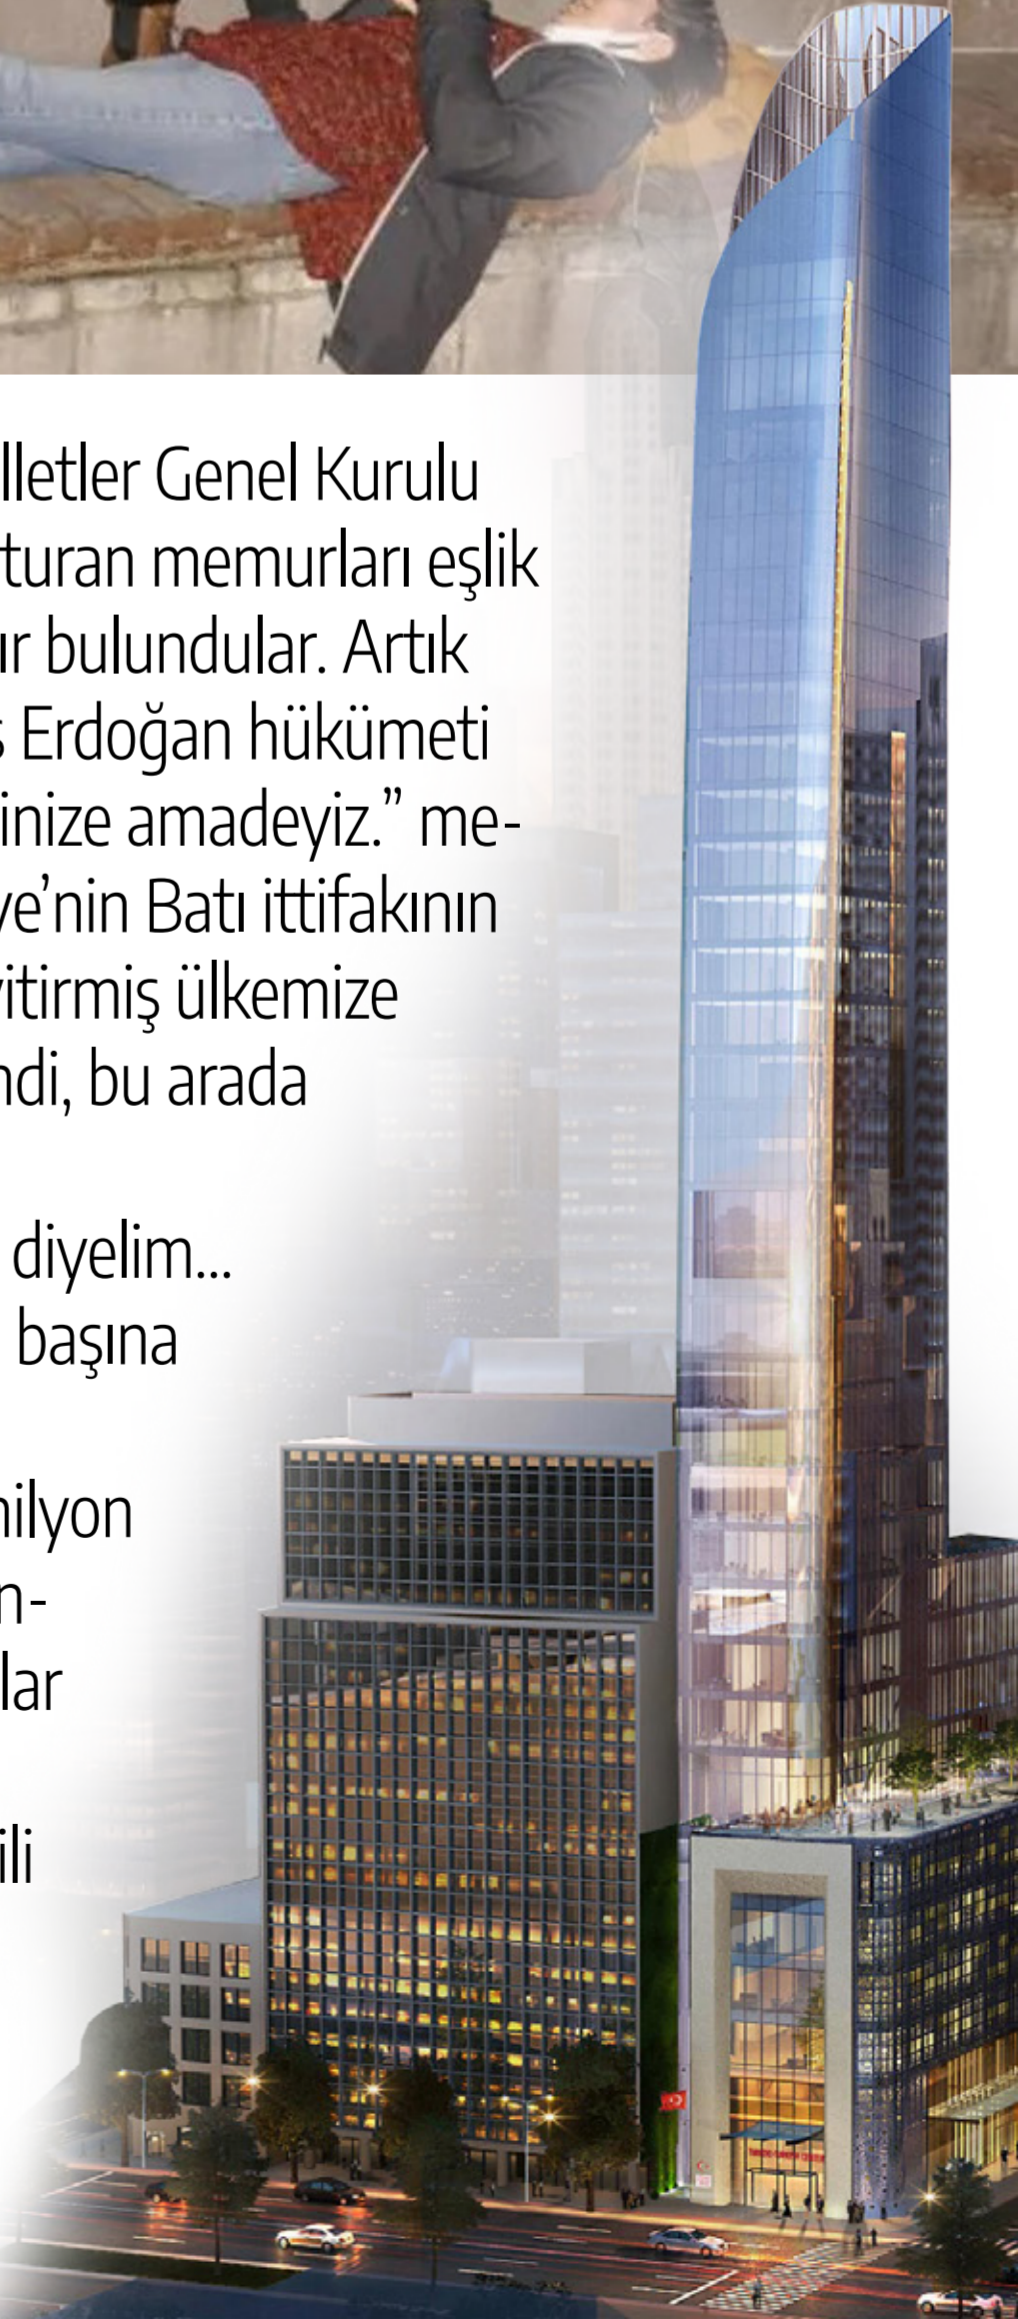 lletler Genel Kurulu
turan memurları eşlik
ır bulundular. Artık
s Erdoğan hükümeti
inize amadeyiz.” me-
ye’nin Batı ittifakının
yitirmiş ülkemize
ndi, bu arada
diyelim...
başına
milyon
n-
lar
ili